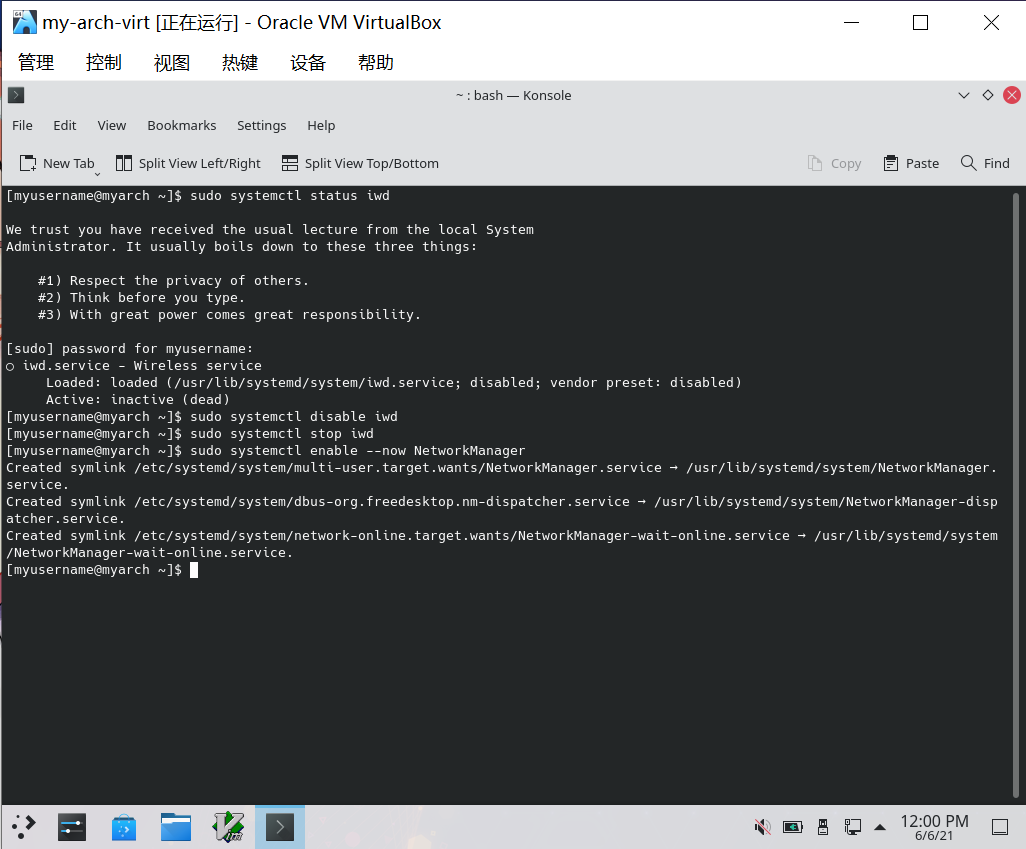 my-arch-virt [正在运行] - Oracle VM VirtualBox
管理 控制 视图 热键 设备 帮助
~ : bash — Konsole
File Edit View Bookmarks Settings Help
New Tab Split View Left/Right Split View Top/Bottom Copy Paste Find
[myusername@myarch ~]$ sudo systemctl status iwd
We trust you have received the usual lecture from the local System
Administrator. It usually boils down to these three things:
#1) Respect the privacy of others.
#2) Think before you type.
#3) With great power comes great responsibility.
[sudo] password for myusername:
○ iwd.service - Wireless service
Loaded: loaded (/usr/lib/systemd/system/iwd.service; disabled; vendor preset: disabled)
Active: inactive (dead)
[myusername@myarch ~]$ sudo systemctl disable iwd
[myusername@myarch ~]$ sudo systemctl stop iwd
[myusername@myarch ~]$ sudo systemctl enable --now NetworkManager
Created symlink /etc/systemd/system/multi-user.target.wants/NetworkManager.service → /usr/lib/systemd/system/NetworkManager.
service.
Created symlink /etc/systemd/system/dbus-org.freedesktop.nm-dispatcher.service → /usr/lib/systemd/system/NetworkManager-disp
atcher.service.
Created symlink /etc/systemd/system/network-online.target.wants/NetworkManager-wait-online.service → /usr/lib/systemd/system
/NetworkManager-wait-online.service.
[myusername@myarch ~]$
12:00 PM
6/6/21